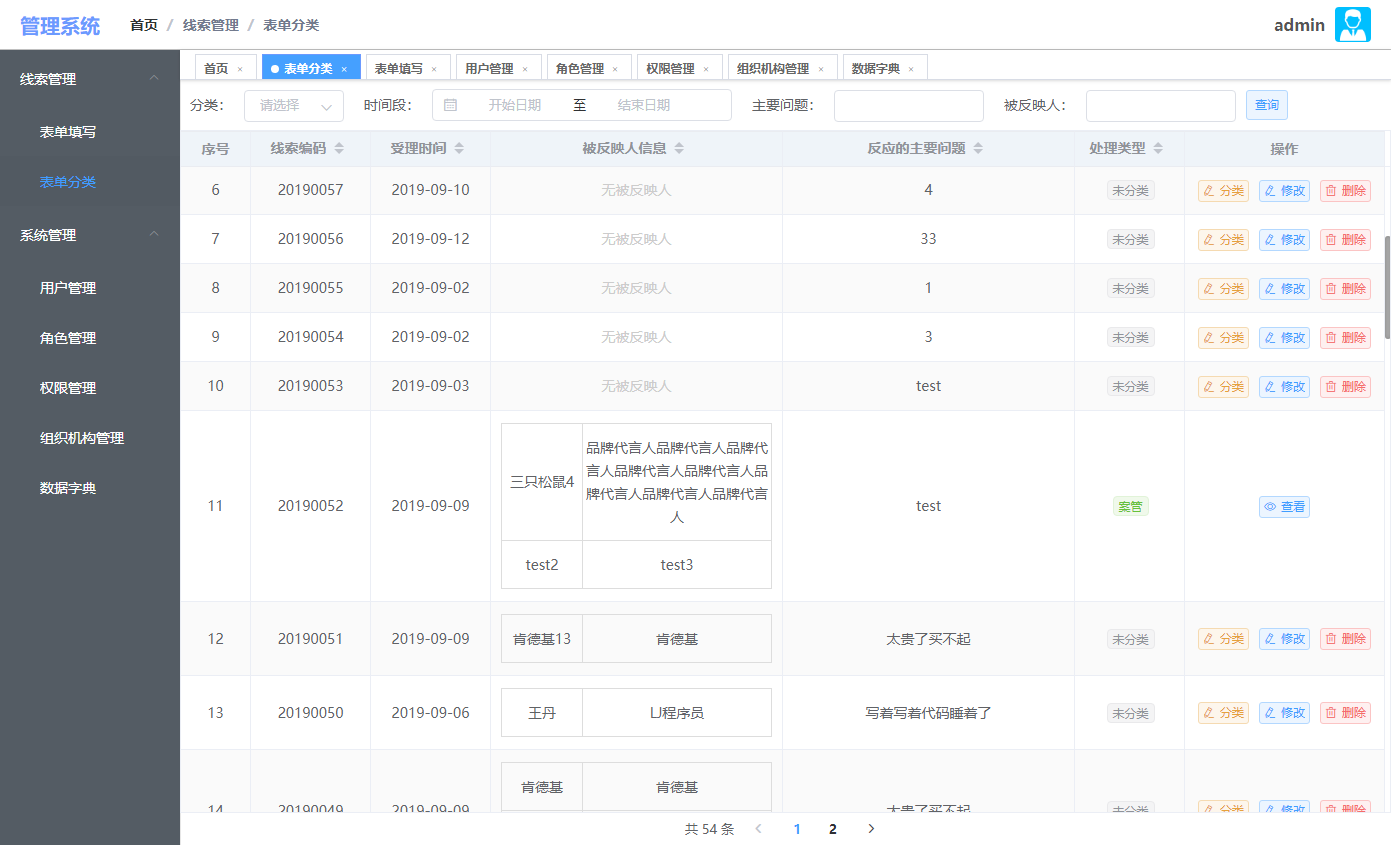 管理系统 首页 / 线索管理 / 表单分类 admin
线索管理
表单填写
表单分类
系统管理
用户管理
角色管理
权限管理
组织机构管理
数据字典
首页 × 表单分类 × 表单填写 × 用户管理 × 角色管理 × 权限管理 × 组织机构管理 × 数据字典 ×
分类： 请选择 时间段： 开始日期 至 结束日期 主要问题： 被反映人： 查询
序号 线索编码 受理时间 被反映人信息 反应的主要问题 处理类型 操作
6 20190057 2019-09-10 无被反映人 4 未分类 分类 修改 删除
7 20190056 2019-09-12 无被反映人 33 未分类 分类 修改 删除
8 20190055 2019-09-02 无被反映人 1 未分类 分类 修改 删除
9 20190054 2019-09-02 无被反映人 3 未分类 分类 修改 删除
10 20190053 2019-09-03 无被反映人 test 未分类 分类 修改 删除
11 20190052 2019-09-09
三只松鼠4
品牌代言人品牌代言人品牌代
言人品牌代言人品牌代言人品
牌代言人品牌代言人品牌代言
人
test2 test3
test 案管 查看
12 20190051 2019-09-09 肯德基13 肯德基 太贵了买不起 未分类 分类 修改 删除
13 20190050 2019-09-06 王丹 LJ程序员 写着写着代码睡着了 未分类 分类 修改 删除
肯德基 肯德基
14 20190049 2019-09-09 太贵了买不起 未分类 分类 修改 删除
共 54 条 < 1 2 >